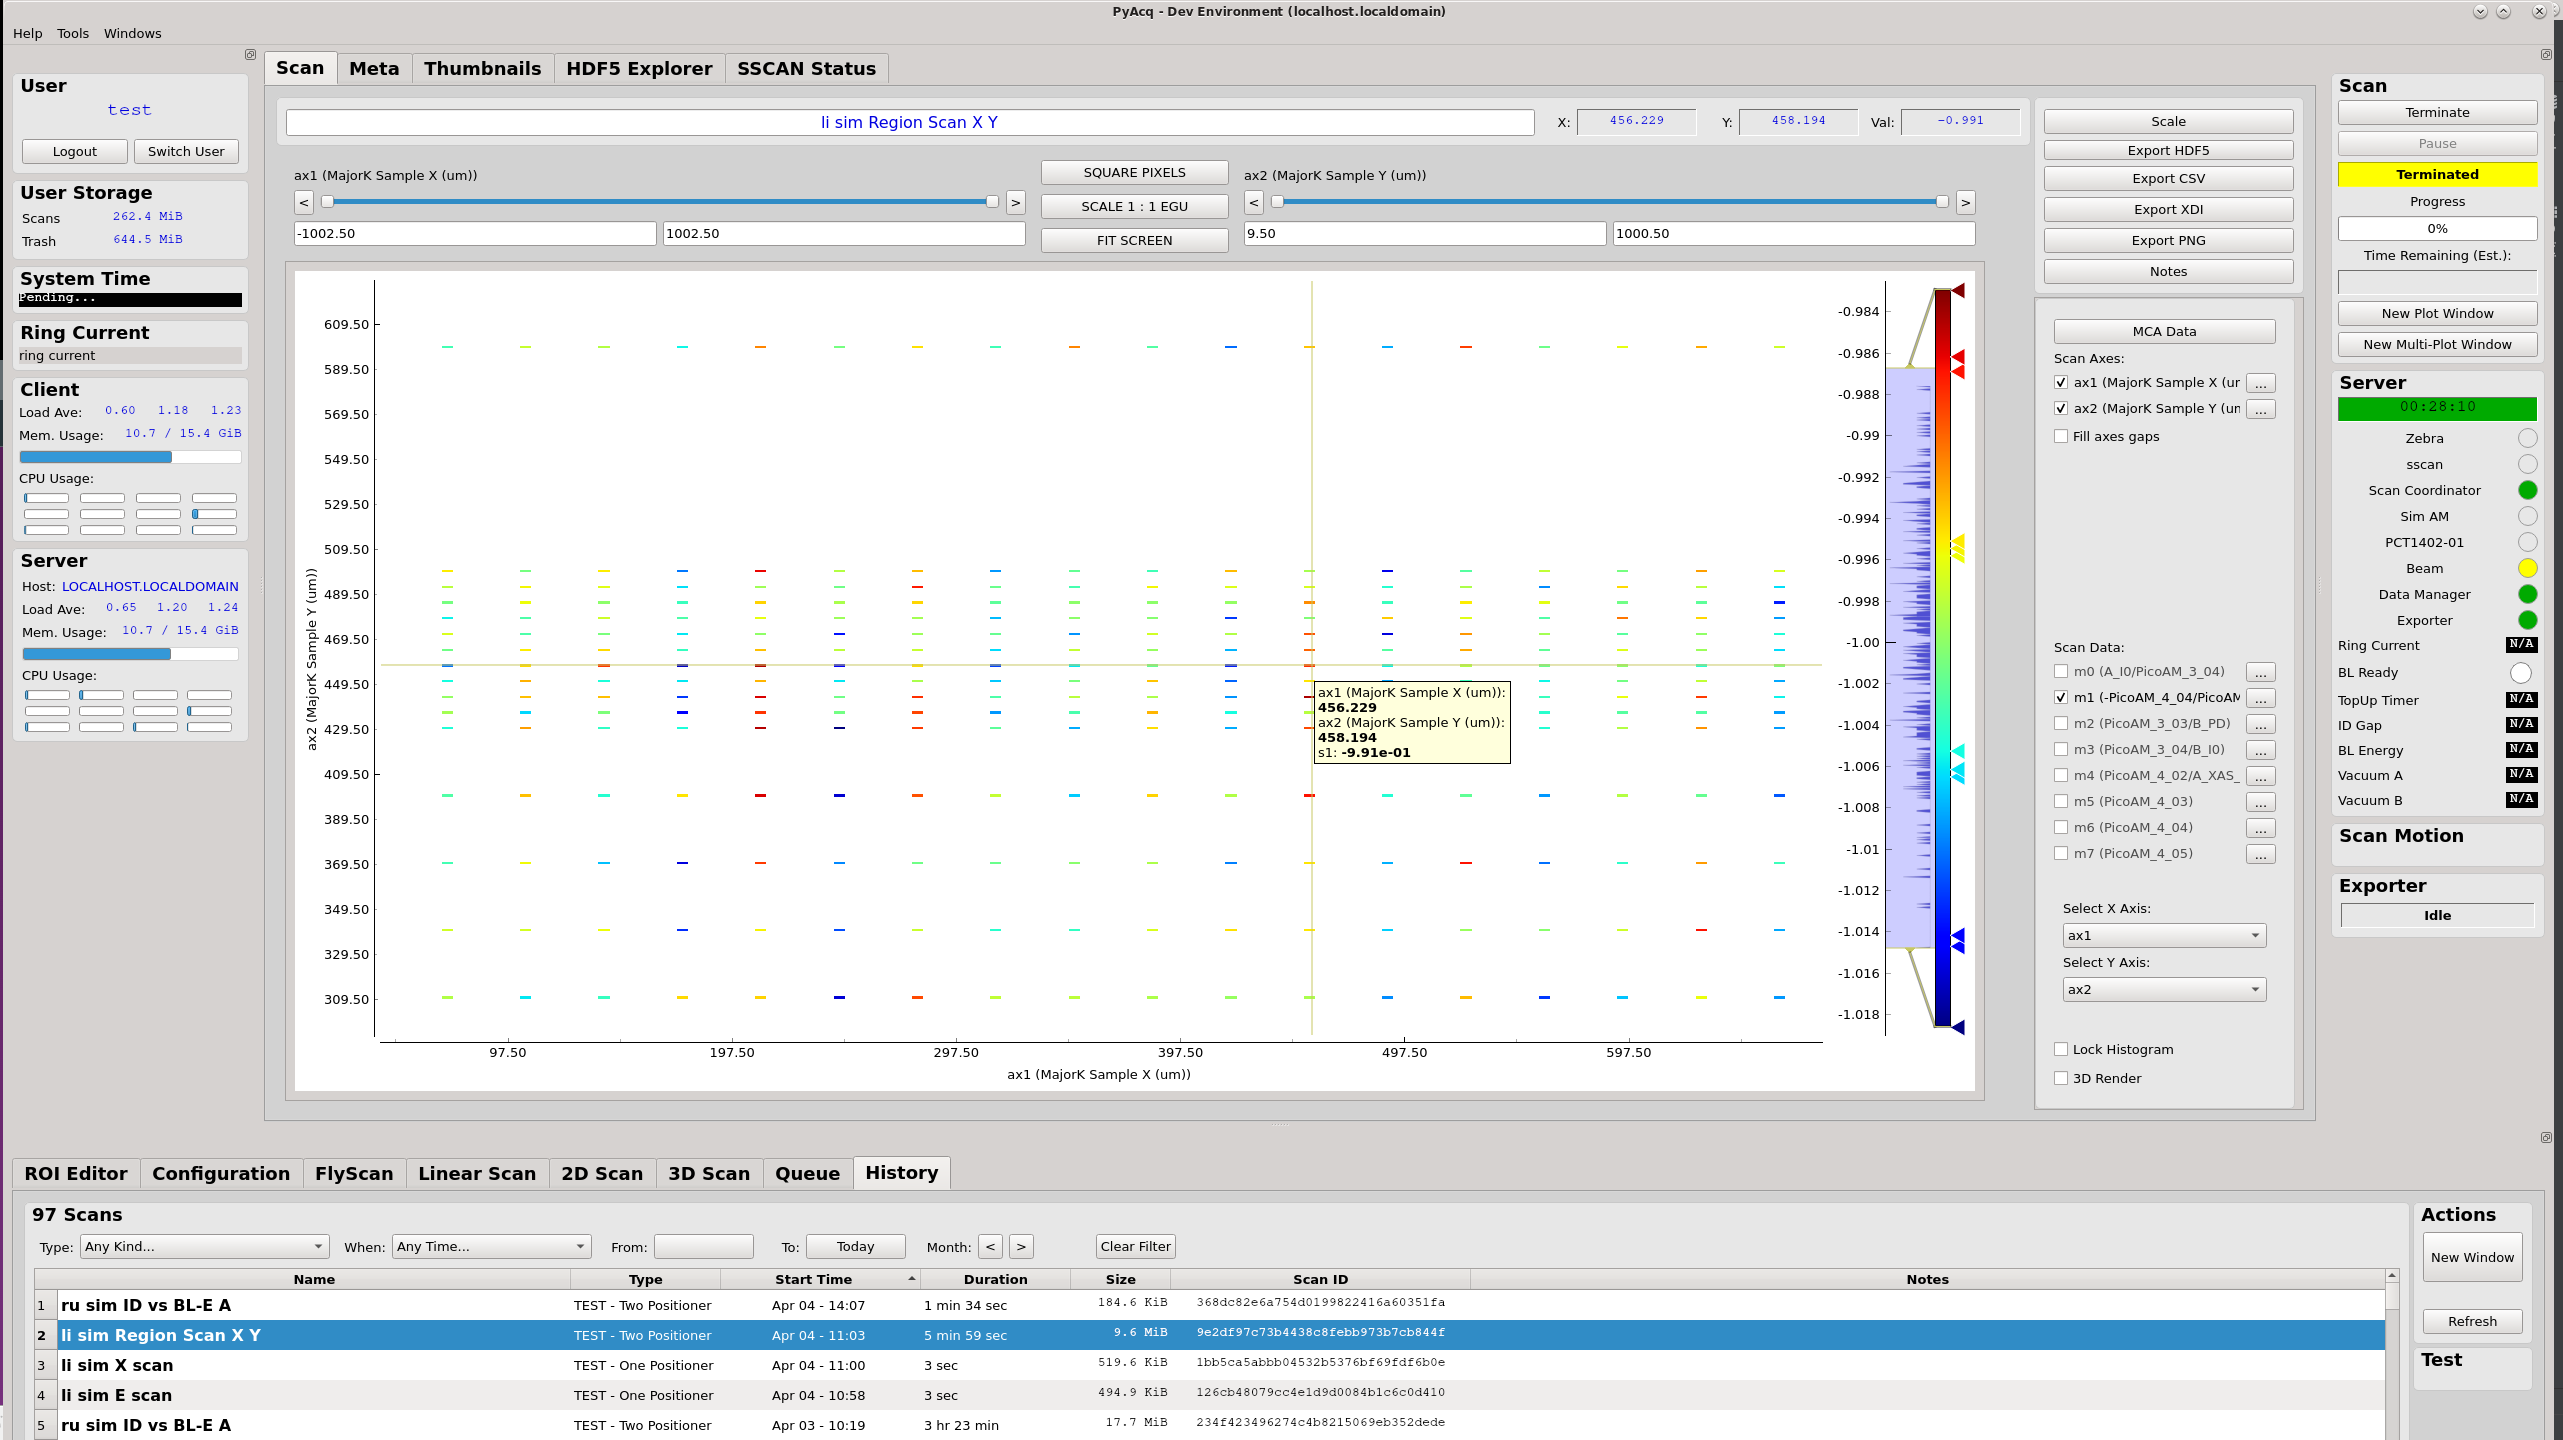 PyAcq - Dev Environment (localhost.localdomain)
Help Tools Windows
User
test
Logout Switch User
User Storage
Scans 262.4 MiB
Trash 644.5 MiB
System Time
Pending...
Ring Current
ring current
Client
Load Ave: 0.60 1.18 1.23
Mem. Usage: 10.7 / 15.4 GiB
CPU Usage:
Server
Host: LOCALHOST.LOCALDOMAIN
Load Ave: 0.65 1.20 1.24
Mem. Usage: 10.7 / 15.4 GiB
CPU Usage:
Scan Meta Thumbnails HDF5 Explorer SSCAN Status
li sim Region Scan X Y
X: 456.229 Y: 458.194 Val: -0.991
ax1 (MajorK Sample X (um))
< >
-1002.50 1002.50
SQUARE PIXELS
SCALE 1 : 1 EGU
FIT SCREEN
ax2 (MajorK Sample Y (um))
< >
9.50 1000.50
609.50
589.50
569.50
549.50
529.50
509.50
489.50
469.50
449.50
429.50
409.50
389.50
369.50
349.50
329.50
309.50
ax2 (MajorK Sample Y (um))
97.50 197.50 297.50 397.50 497.50 597.50
ax1 (MajorK Sample X (um))
ax1 (MajorK Sample X (um)):
456.229
ax2 (MajorK Sample Y (um)):
458.194
s1: -9.91e-01
-0.984
-0.986
-0.988
-0.99
-0.992
-0.994
-0.996
-0.998
-1.00
-1.002
-1.004
-1.006
-1.008
-1.01
-1.012
-1.014
-1.016
-1.018
Scale
Export HDF5
Export CSV
Export XDI
Export PNG
Notes
MCA Data
Scan Axes:
ax1 (MajorK Sample X (ur ...
ax2 (MajorK Sample Y (ur ...
Fill axes gaps
Scan Data:
m0 (A_I0/PicoAM_3_04) ...
m1 (-PicoAM_4_04/PicoAM ...
m2 (PicoAM_3_03/B_PD) ...
m3 (PicoAM_3_04/B_I0) ...
m4 (PicoAM_4_02/A_XAS_ ...
m5 (PicoAM_4_03) ...
m6 (PicoAM_4_04) ...
m7 (PicoAM_4_05) ...
Select X Axis:
ax1
Select Y Axis:
ax2
Lock Histogram
3D Render
Scan
Terminate
Pause
Terminated
Progress
0%
Time Remaining (Est.):
New Plot Window
New Multi-Plot Window
Server
00:28:10
Zebra
sscan
Scan Coordinator
Sim AM
PCT1402-01
Beam
Data Manager
Exporter
Ring Current N/A
BL Ready
TopUp Timer N/A
ID Gap N/A
BL Energy N/A
Vacuum A N/A
Vacuum B N/A
Scan Motion
Exporter
Idle
ROI Editor Configuration FlyScan Linear Scan 2D Scan 3D Scan Queue History
97 Scans
Type: Any Kind... When: Any Time... From: To: Today Month: < > Clear Filter
Name Type Start Time Duration Size Scan ID Notes
1 ru sim ID vs BL-E A TEST - Two Positioner Apr 04 - 14:07 1 min 34 sec 184.6 KiB 368dc82e6a754d0199822416a60351fa
2 li sim Region Scan X Y TEST - Two Positioner Apr 04 - 11:03 5 min 59 sec 9.6 MiB 9e2df97c73b4438c8febb973b7cb844f
3 li sim X scan TEST - One Positioner Apr 04 - 11:00 3 sec 519.6 KiB 1bb5ca5abbb04532b5376bf69fdf6b0e
4 li sim E scan TEST - One Positioner Apr 04 - 10:58 3 sec 494.9 KiB 126cb48079cc4e1d9d0084b1c6c0d410
5 ru sim ID vs BL-E A TEST - Two Positioner Apr 03 - 10:19 3 hr 23 min 17.7 MiB 234f423496274c4b8215069eb352dede
Actions
New Window
Refresh
Test